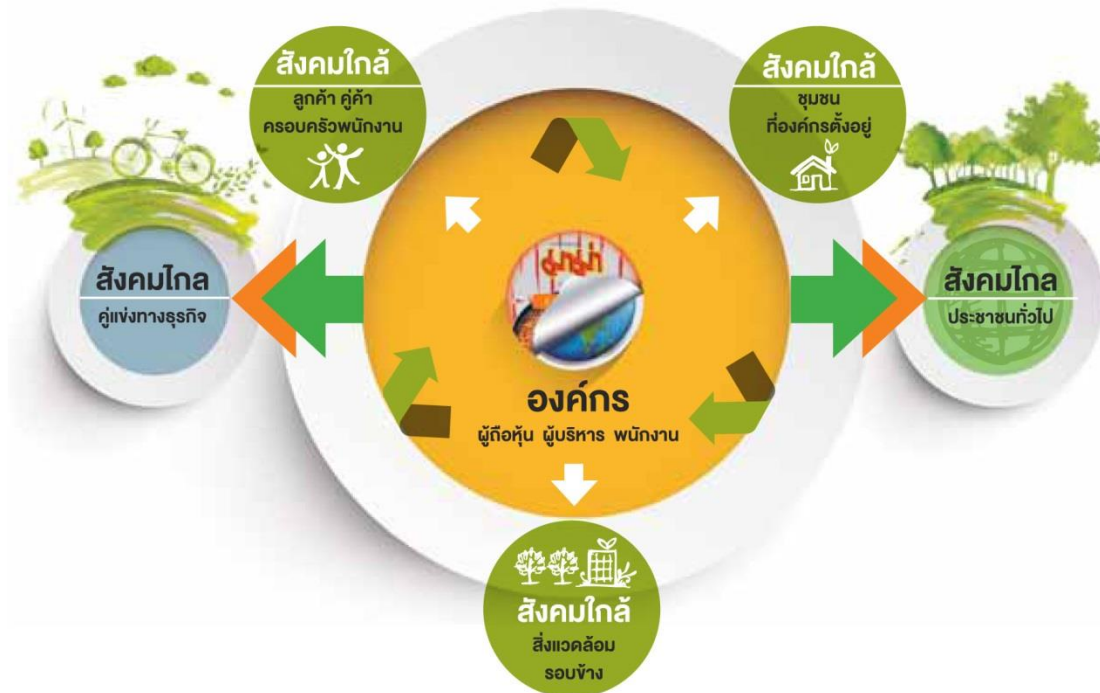 สังคมใกล้
ลูกค้า คู่ค้า
ครอบครัวพนักงาน
สังคมใกล้
ชุมชน
ที่องค์กรตั้งอยู่
สังคมไกล
คู่แข่งทางธุรกิจ
มาม่า
สังคมไกล
ประชาชนทั่วไป
องค์กร
ผู้ถือหุ้น ผู้บริหาร พนักงาน
สังคมใกล้
สิ่งแวดล้อม
รอบข้าง